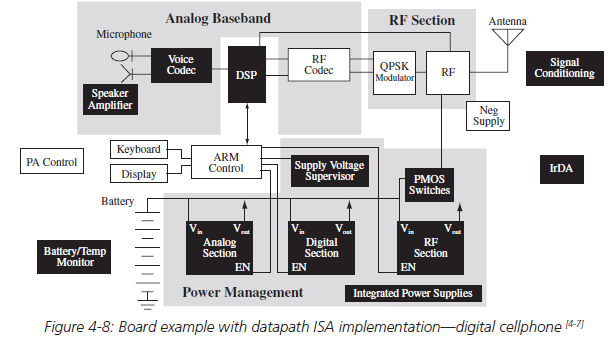 Analog Baseband
RF Section
Antenna
Microphone
Voice
Codec
DSP
RF
Codec
QPSK
Modulator
RF
Signal
Conditioning
Speaker
Amplifier
Neg
Supply
PA Control
Keyboard
Display
ARM
Control
Supply Voltage
Supervisor
PMOS
Switches
IrDA
Battery
Battery/Temp
Monitor
Vin Vout
Analog
Section
EN
Vin Vout
Digital
Section
EN
Vin Vout
RF
Section
EN
Power Management
Integrated Power Supplies
Figure 4-8: Board example with datapath ISA implementation—digital cellphone [4-7]